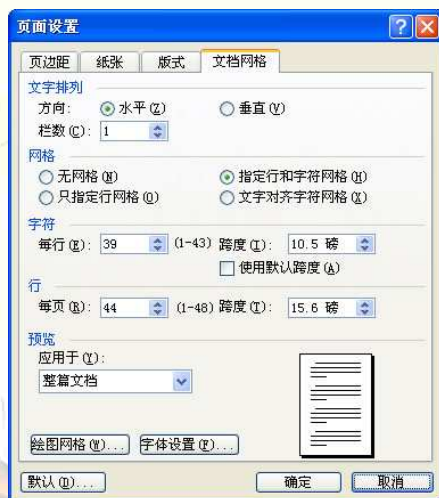 页面设置
页边距 纸张 版式 文档网格
文字排列
方向: 水平(Z) 垂直(V)
栏数(C): 1
网格
无网格(N) 指定行和字符网格(H)
只指定行网格(O) 文字对齐字符网格(X)
字符
每行(E): 39 (1-43) 跨度(I): 10.5 磅
使用默认跨度(A)
行
每页(R): 44 (1-48) 跨度(T): 15.6 磅
预览
应用于(Y):
整篇文档
绘图网格(W)... 字体设置(F)...
默认(D)... 确定 取消